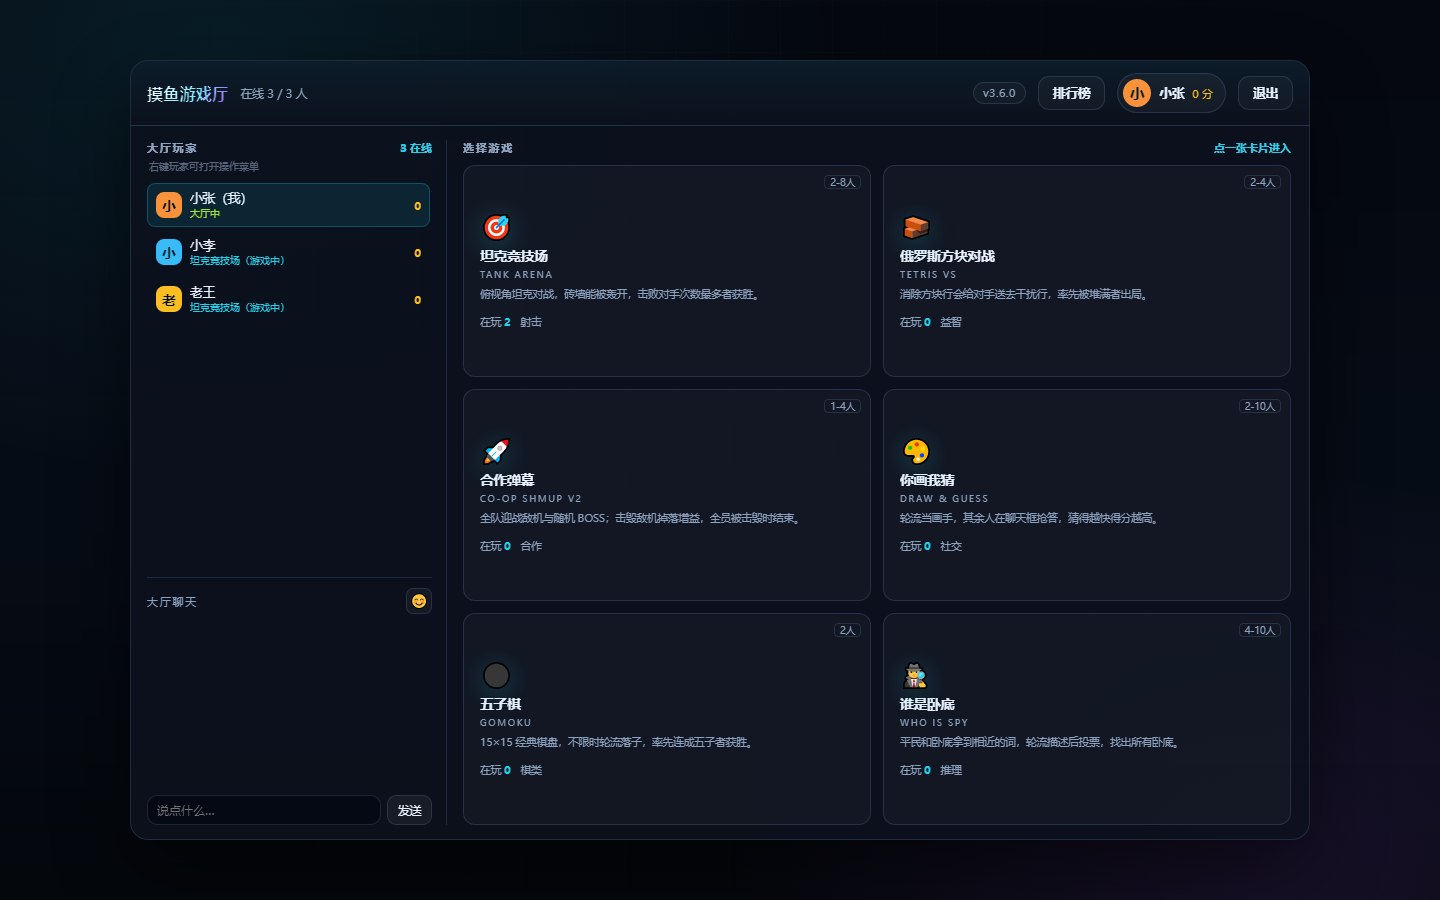 摸鱼游戏厅
在线 3 / 3 人
v3.6.0
排行榜
小
小张
0 分
退出
大厅玩家
3 在线
右键玩家可打开操作菜单
小
小张（我）
大厅中
0
小
小李
坦克竞技场（游戏中）
0
老
老王
坦克竞技场（游戏中）
0
大厅聊天
说点什么...
发送
选择游戏
点一张卡片进入
2-8人
坦克竞技场
TANK ARENA
俯视角坦克对战，砖墙能被轰开，击败对手次数最多者获胜。
在玩 2 射击
2-4人
俄罗斯方块对战
TETRIS VS
消除方块行会给对手送去干扰行，率先被堆满者出局。
在玩 0 益智
1-4人
合作弹幕
CO-OP SHMUP V2
全队迎战敌机与随机 BOSS；击毁敌机掉落增益，全员被击毁时结束。
在玩 0 合作
2-10人
你画我猜
DRAW & GUESS
轮流当画手，其余人在聊天框抢答，猜得越快得分越高。
在玩 0 社交
2人
五子棋
GOMOKU
15×15 经典棋盘，不限时轮流落子，率先连成五子者获胜。
在玩 0 棋类
4-10人
谁是卧底
WHO IS SPY
平民和卧底拿到相近的词，轮流描述后投票，找出所有卧底。
在玩 0 推理